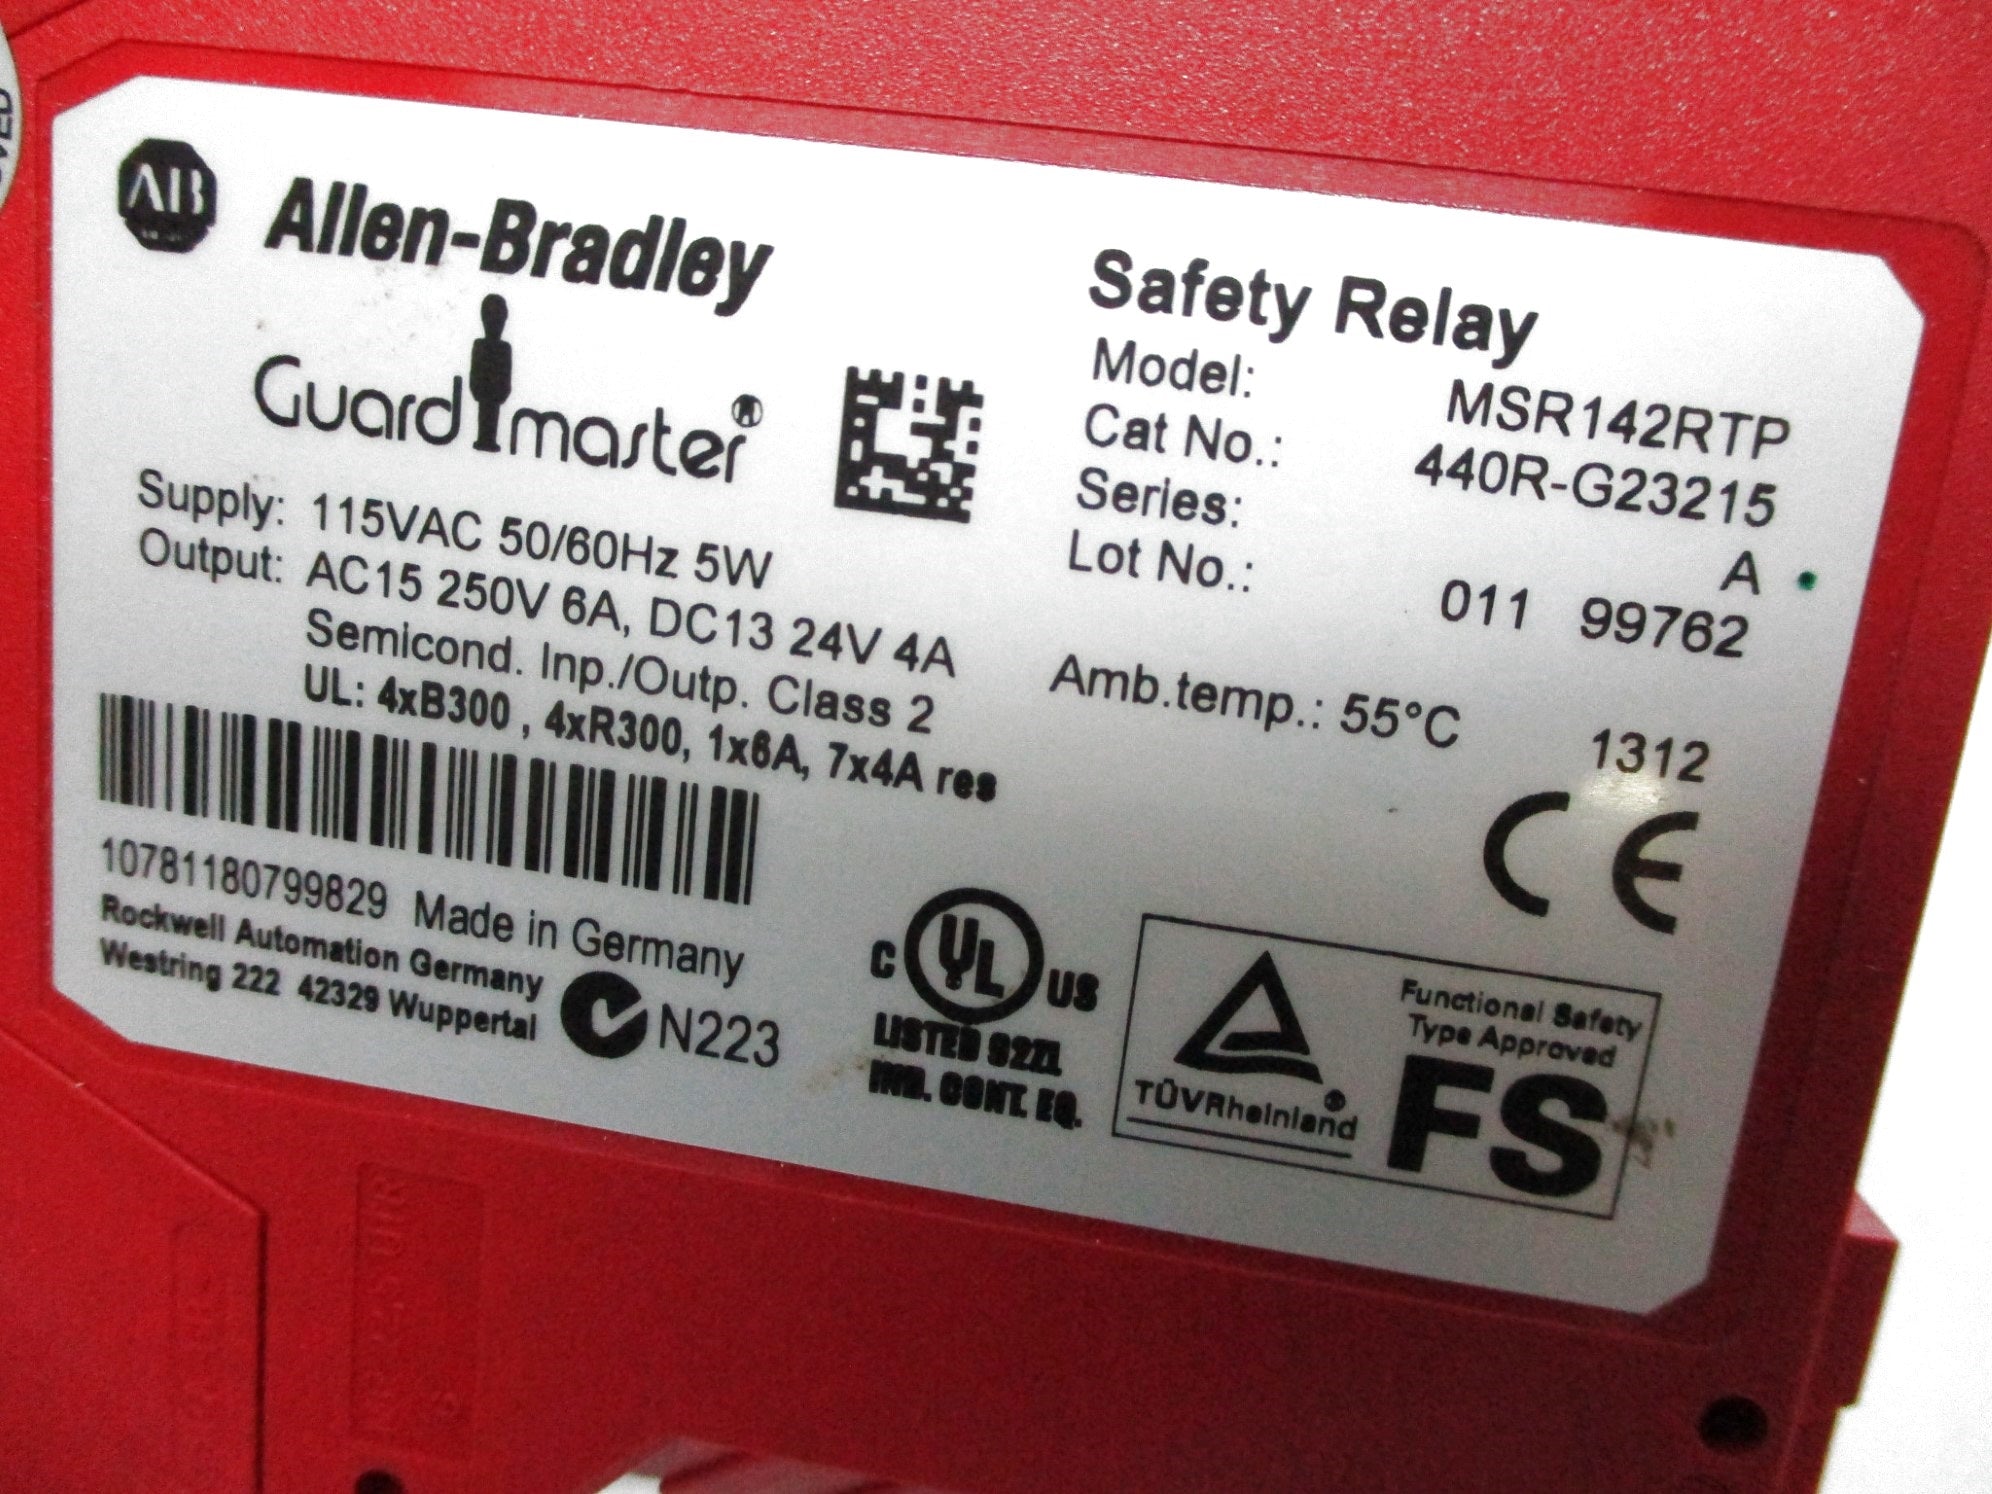 AB
Allen-Bradley
Guardmaster®
Supply: 115VAC 50/60Hz 5W
Output: AC15 250V 6A, DC13 24V 4A
Semicond. Inp./Outp. Class 2
UL: 4xB300 , 4xR300, 1x6A, 7x4A res
10781180799829 Made in Germany
Rockwell Automation Germany
Westring 222 42329 Wuppertal
N223
Safety Relay
Model: MSR142RTP
Cat No.: 440R-G23215
Series: A
Lot No.: 011 99762
Amb.temp.: 55°C 1312
CE
C UL US
LISTED 92ZL
IND. CONT. EQ.
TÜVRheinland®
Functional Safety
Type Approved
FS